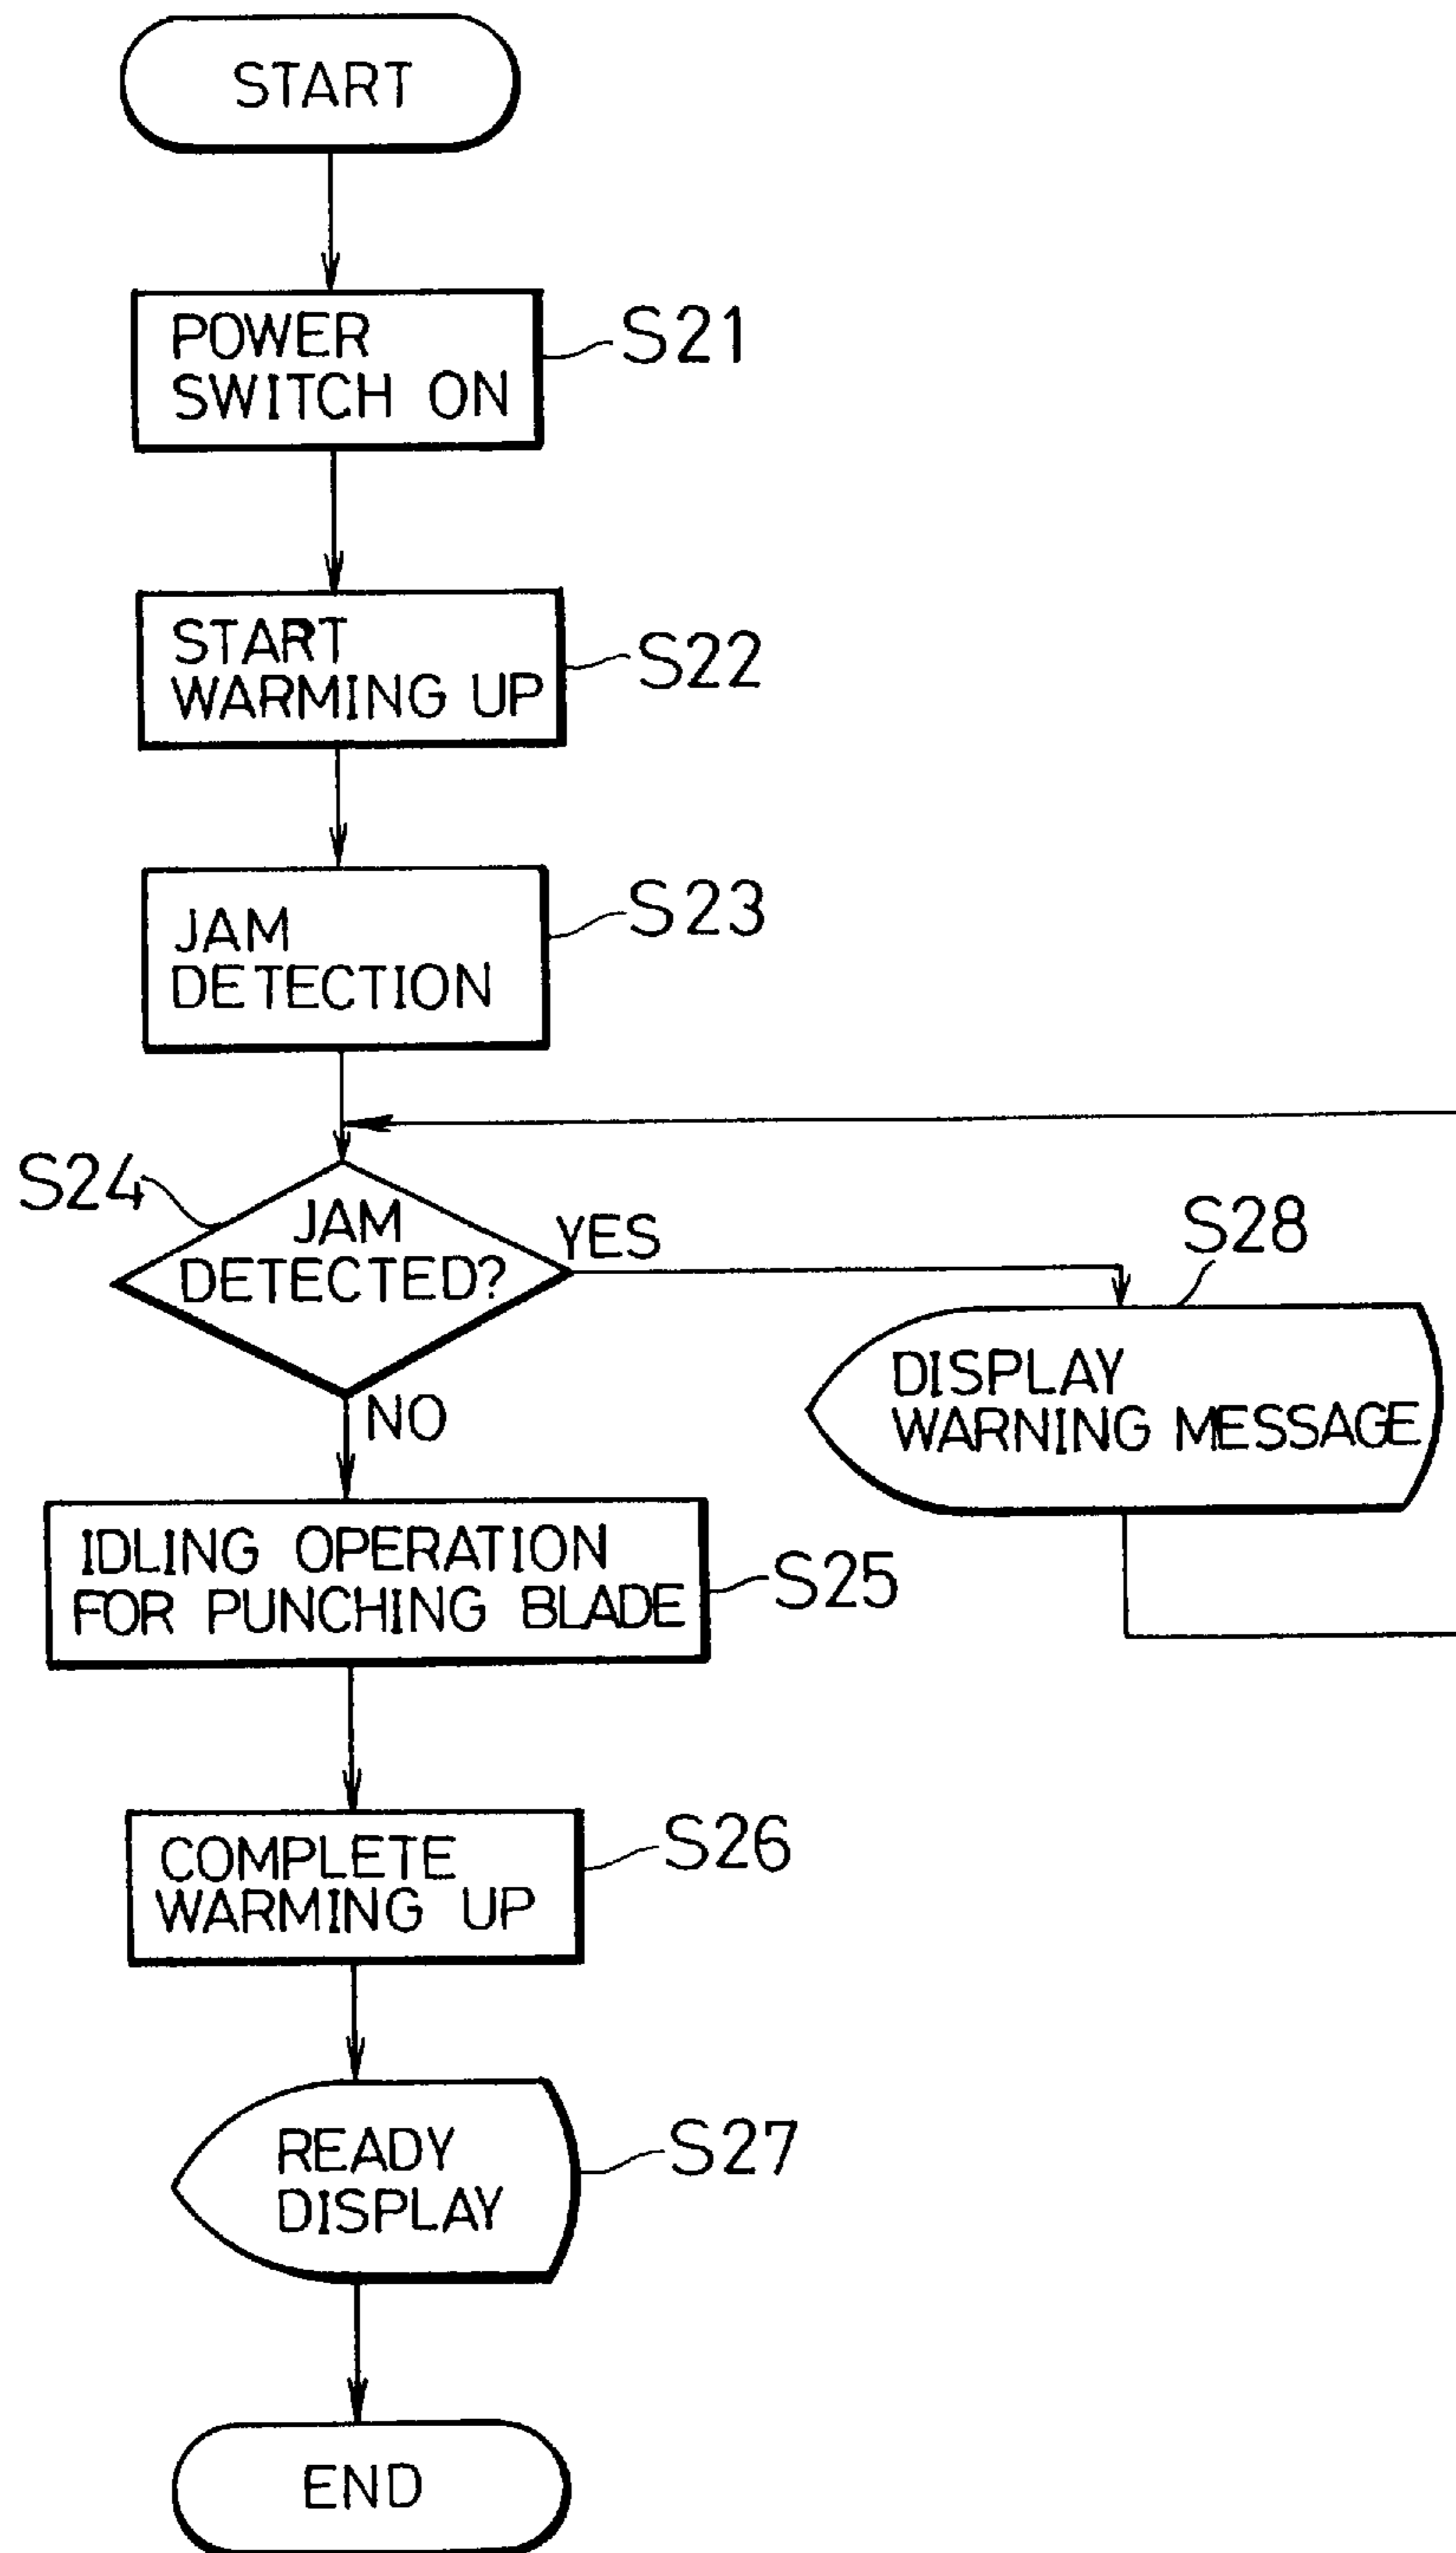 START
POWER
SWITCH ON
S21
START
WARMING UP
S22
JAM
DETECTION
S23
S24
JAM
DETECTED?
YES
NO
S28
DISPLAY
WARNING MESSAGE
IDLING OPERATION
FOR PUNCHING BLADE
S25
COMPLETE
WARMING UP
S26
READY
DISPLAY
S27
END